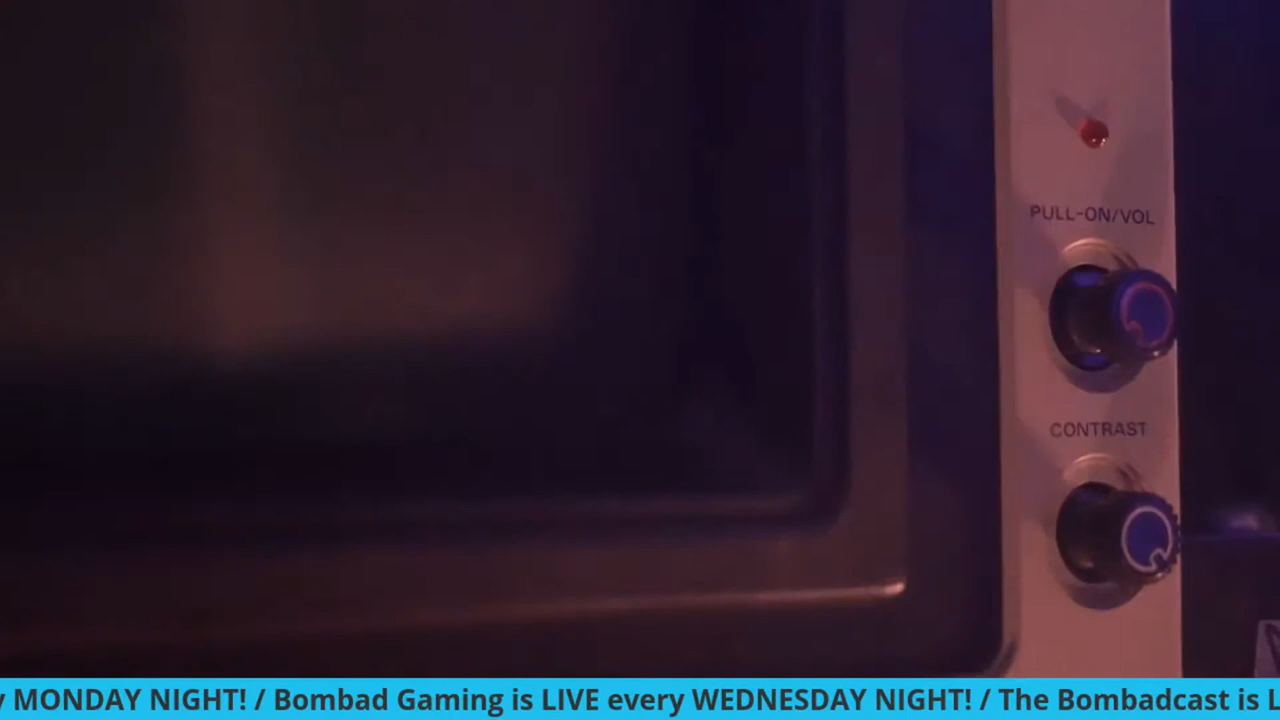 PULL-ON/VOL
CONTRAST
MONDAY NIGHT! / Bombad Gaming is LIVE every WEDNESDAY NIGHT! / The Bombadcast is